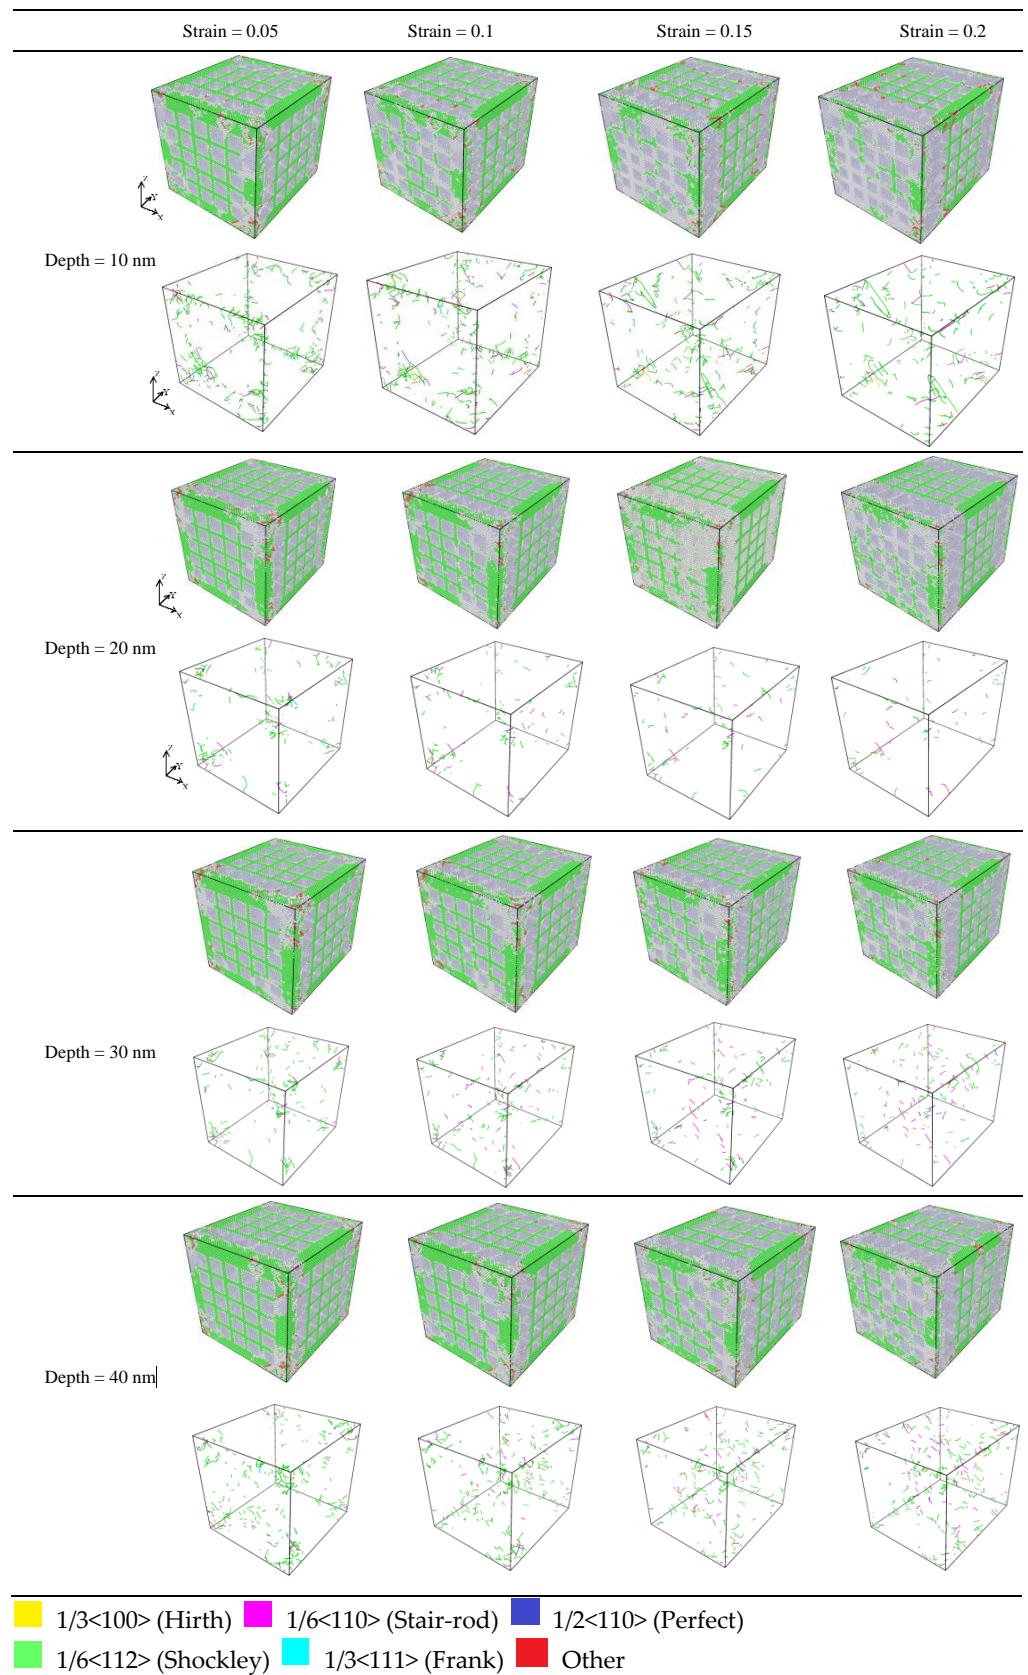 Strain = 0.05 Strain = 0.1 Strain = 0.15 Strain = 0.2
Z
Y
X
Depth = 10 nm
Z
Y
X
Z
Y
X
Depth = 20 nm
Z
Y
X
Depth = 30 nm
Depth = 40 nm
1/3<100> (Hirth) 1/6<110> (Stair-rod) 1/2<110> (Perfect)
1/6<112> (Shockley) 1/3<111> (Frank) Other